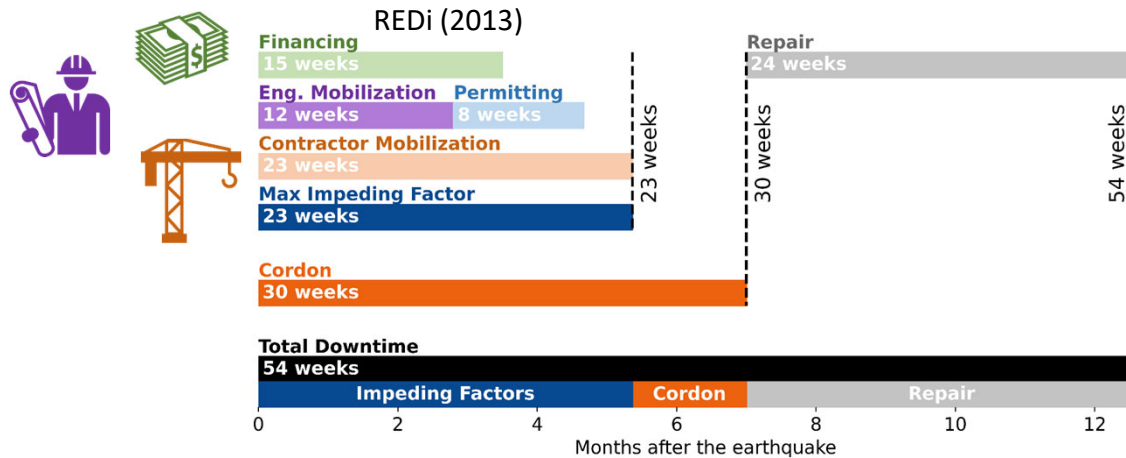 REDi (2013)
Financing
15 weeks
Repair
24 weeks
Eng. Mobilization Permitting
12 weeks 8 weeks
Contractor Mobilization
23 weeks
Max Impeding Factor
23 weeks
23 weeks
30 weeks
54 weeks
Cordon
30 weeks
Total Downtime
54 weeks
Impeding Factors Cordon Repair
0 2 4 6 8 10 12
Months after the earthquake
$